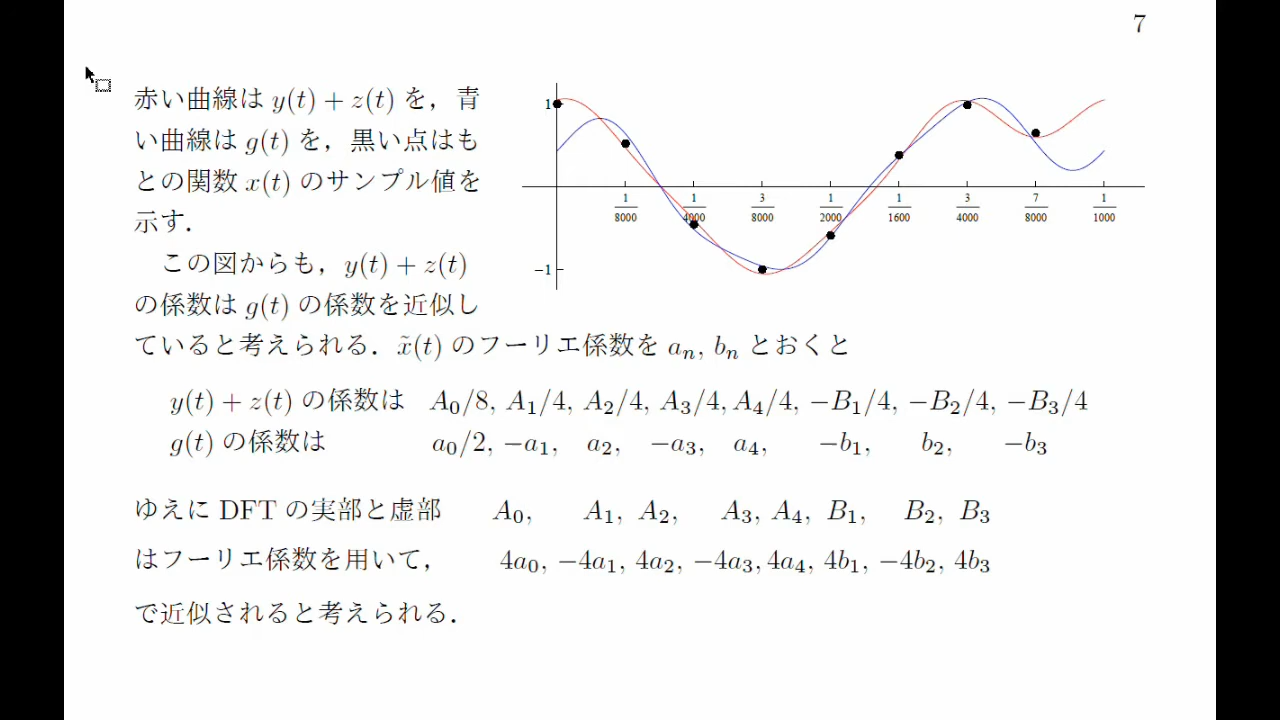 7
赤い曲線は y(t) + z(t) を，青
い曲線は g(t) を，黒い点はも
との関数 x(t) のサンプル値を
示す．
この図からも，y(t) + z(t)
の係数は g(t) の係数を近似し
ていると考えられる．x̃(t) のフーリエ係数を aₙ, bₙ とおくと
1
1/8000 1/4000 3/8000 1/2000 1/1600 3/4000 7/8000 1/1000
−1
y(t) + z(t) の係数は A₀/8, A₁/4, A₂/4, A₃/4, A₄/4, −B₁/4, −B₂/4, −B₃/4
g(t) の係数は a₀/2, −a₁, a₂, −a₃, a₄, −b₁, b₂, −b₃
ゆえに DFT の実部と虚部 A₀, A₁, A₂, A₃, A₄, B₁, B₂, B₃
はフーリエ係数を用いて， 4a₀, −4a₁, 4a₂, −4a₃, 4a₄, 4b₁, −4b₂, 4b₃
で近似されると考えられる．